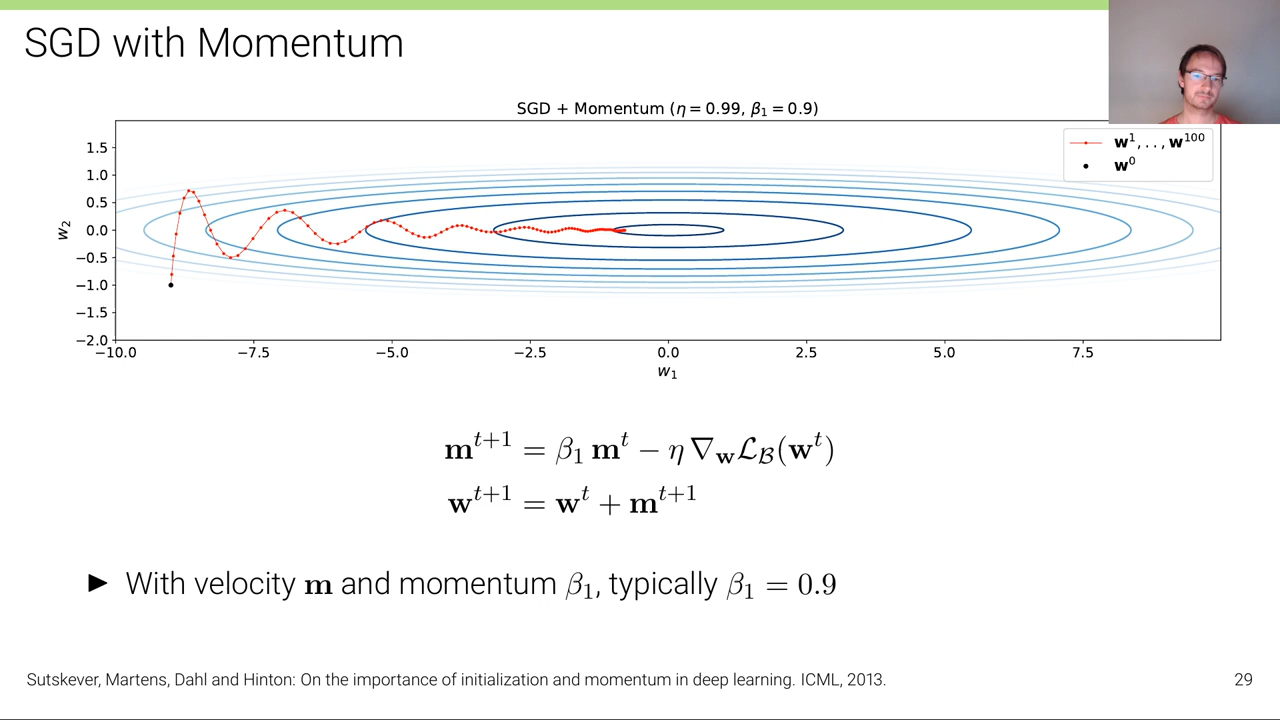 SGD with Momentum
SGD + Momentum (η = 0.99, β₁ = 0.9)
w¹, . . , w¹⁰⁰
w⁰
1.5
1.0
0.5
0.0
−0.5
−1.0
−1.5
−2.0
w₂
−10.0 −7.5 −5.0 −2.5 0.0 2.5 5.0 7.5
w₁
m^{t+1} = β₁ m^t − η ∇_w L_B(w^t)
w^{t+1} = w^t + m^{t+1}
▶ With velocity m and momentum β₁, typically β₁ = 0.9
Sutskever, Martens, Dahl and Hinton: On the importance of initialization and momentum in deep learning. ICML, 2013.
29